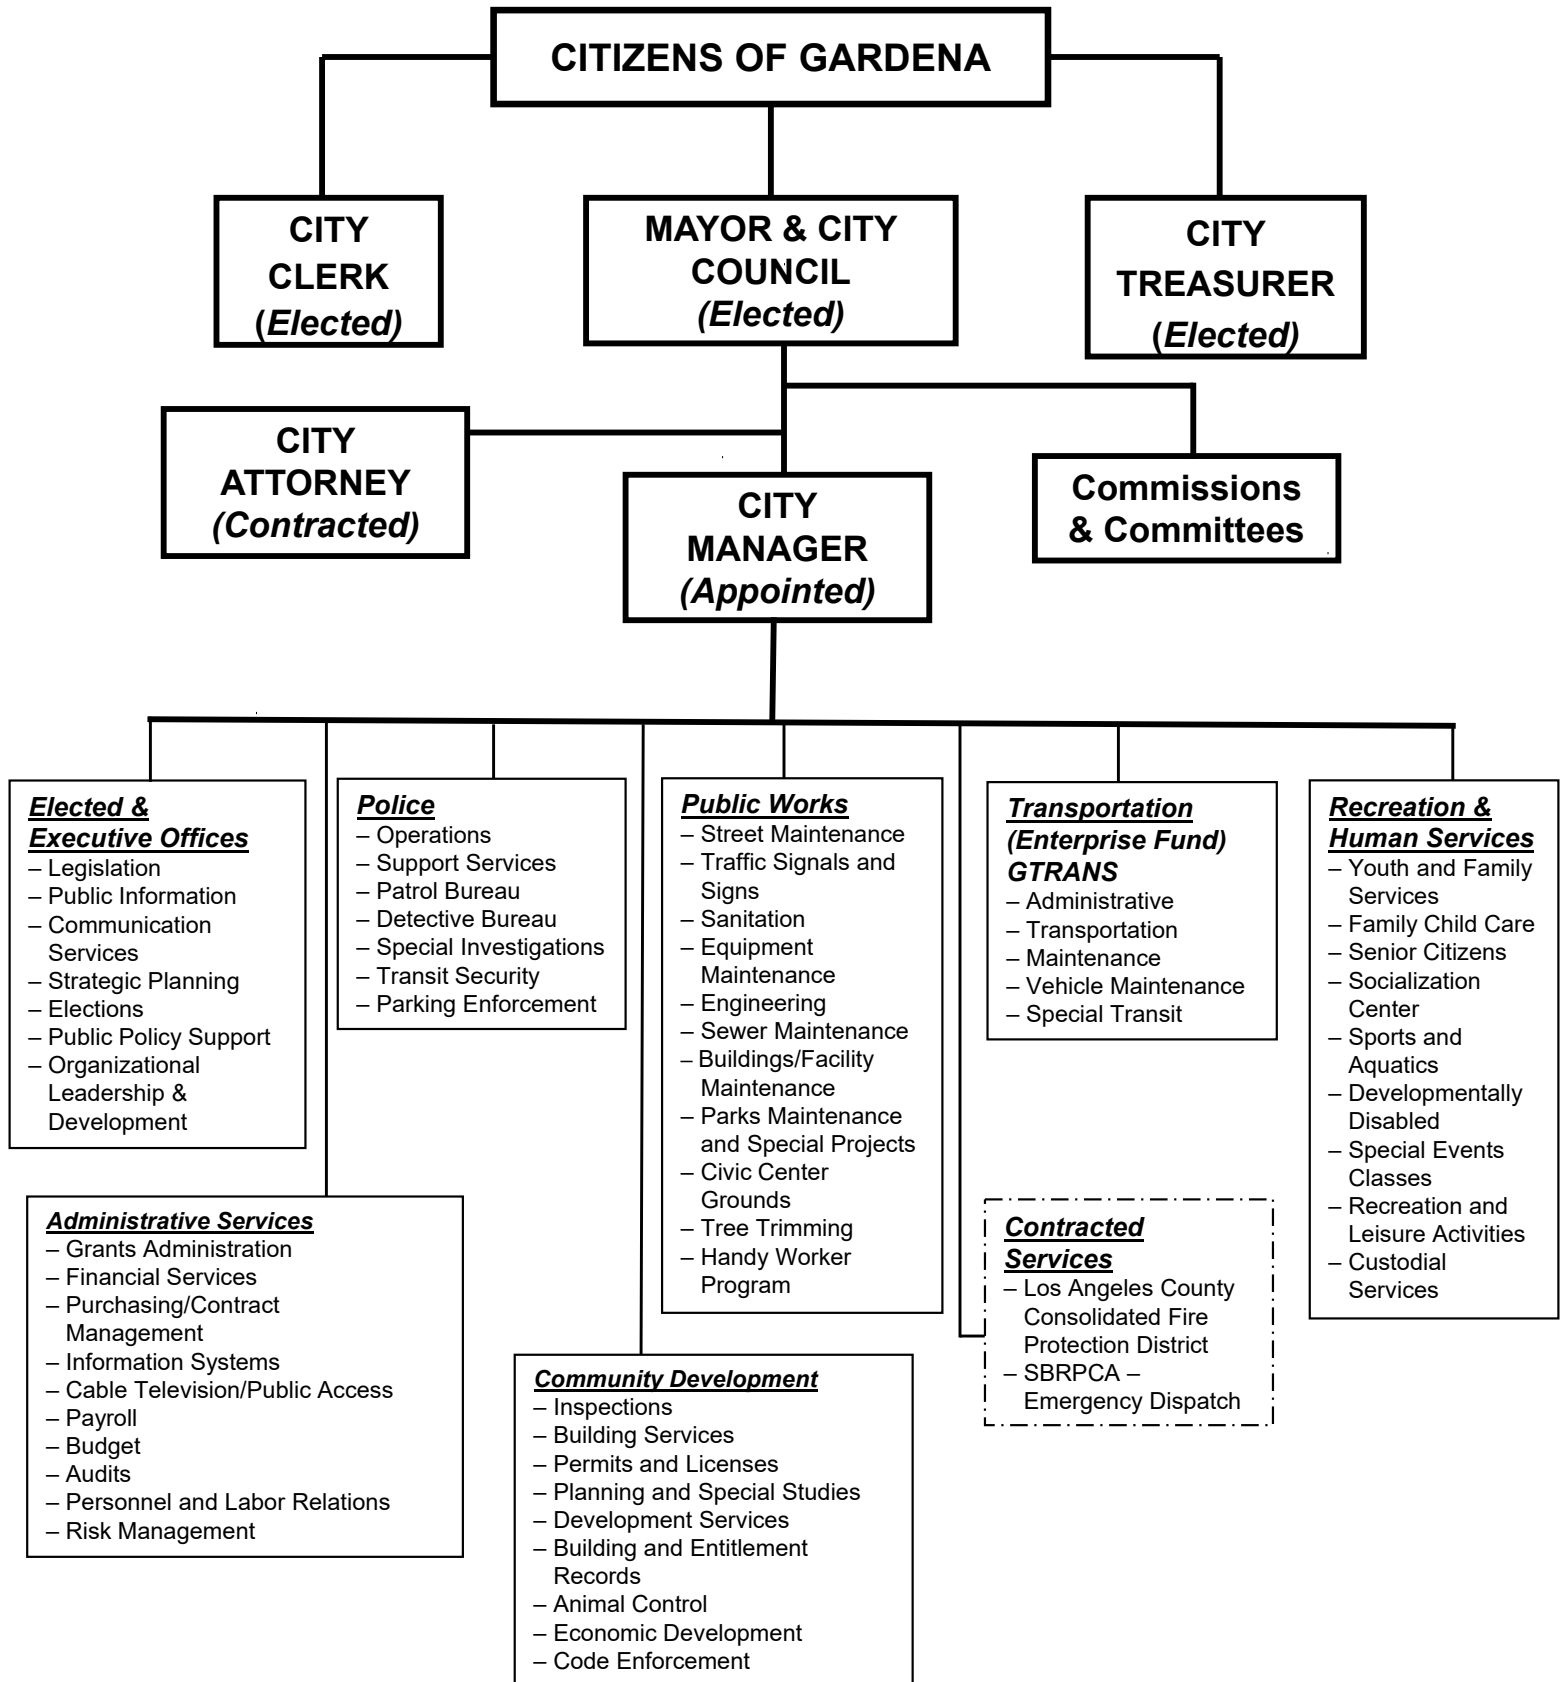 CITIZENS OF GARDENA
CITY
CLERK
(Elected)
MAYOR & CITY
COUNCIL
(Elected)
CITY
TREASURER
(Elected)
CITY
ATTORNEY
(Contracted)
CITY
MANAGER
(Appointed)
Commissions
& Committees
Elected &
Executive Offices
– Legislation
– Public Information
– Communication
Services
– Strategic Planning
– Elections
– Public Policy Support
– Organizational
Leadership &
Development
Police
– Operations
– Support Services
– Patrol Bureau
– Detective Bureau
– Special Investigations
– Transit Security
– Parking Enforcement
Public Works
– Street Maintenance
– Traffic Signals and
Signs
– Sanitation
– Equipment
Maintenance
– Engineering
– Sewer Maintenance
– Buildings/Facility
Maintenance
– Parks Maintenance
and Special Projects
– Civic Center
Grounds
– Tree Trimming
– Handy Worker
Program
Transportation
(Enterprise Fund)
GTRANS
– Administrative
– Transportation
– Maintenance
– Vehicle Maintenance
– Special Transit
Recreation &
Human Services
– Youth and Family
Services
– Family Child Care
– Senior Citizens
– Socialization
Center
– Sports and
Aquatics
– Developmentally
Disabled
– Special Events
Classes
– Recreation and
Leisure Activities
– Custodial
Services
Administrative Services
– Grants Administration
– Financial Services
– Purchasing/Contract
Management
– Information Systems
– Cable Television/Public Access
– Payroll
– Budget
– Audits
– Personnel and Labor Relations
– Risk Management
Community Development
– Inspections
– Building Services
– Permits and Licenses
– Planning and Special Studies
– Development Services
– Building and Entitlement
Records
– Animal Control
– Economic Development
– Code Enforcement
Contracted
Services
– Los Angeles County
Consolidated Fire
Protection District
– SBRPCA –
Emergency Dispatch